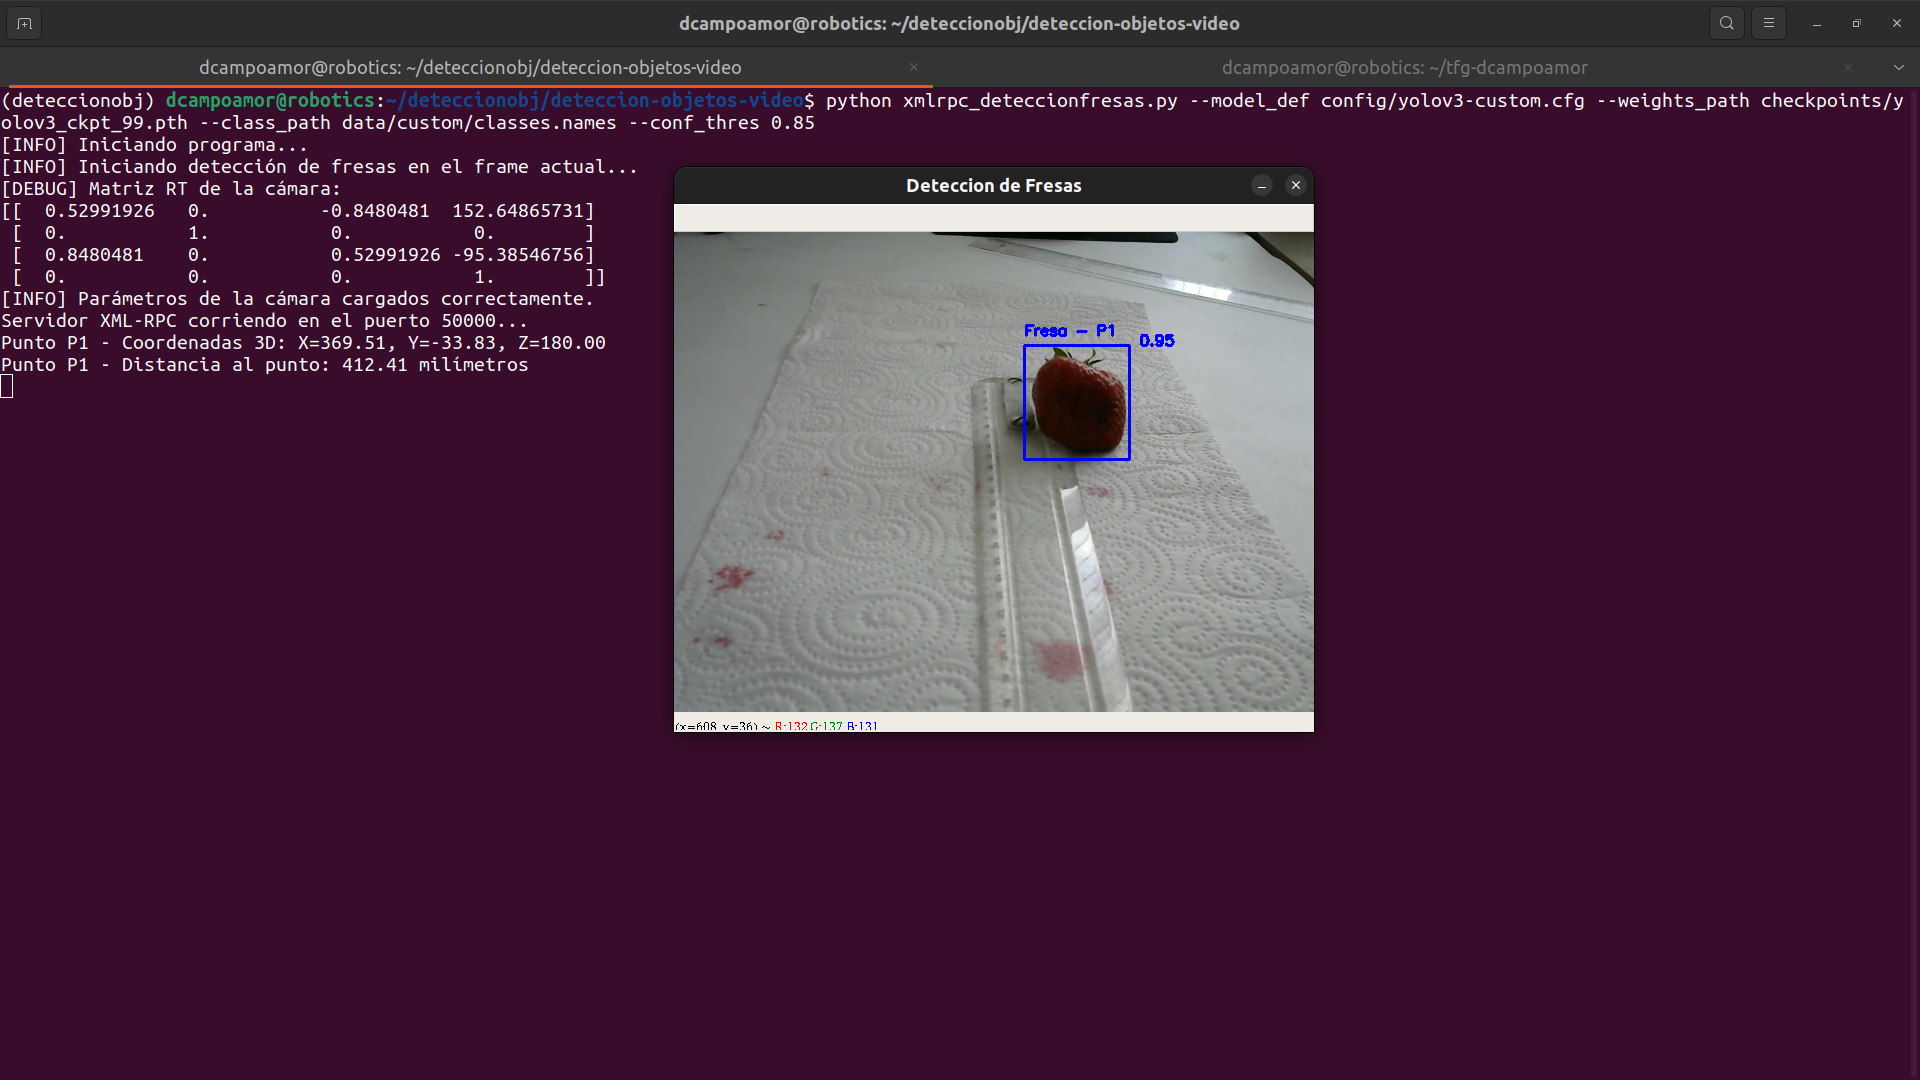 dcampoamor@robotics: ~/deteccionobj/deteccion-objetos-video
dcampoamor@robotics: ~/deteccionobj/deteccion-objetos-video
dcampoamor@robotics: ~/tfg-dcampoamor
(deteccionobj) dcampoamor@robotics:~/deteccionobj/deteccion-objetos-video$ python xmlrpc_deteccionfresas.py --model_def config/yolov3-custom.cfg --weights_path checkpoints/y
olov3_ckpt_99.pth --class_path data/custom/classes.names --conf_thres 0.85
[INFO] Iniciando programa...
[INFO] Iniciando detección de fresas en el frame actual...
[DEBUG] Matriz RT de la cámara:
[[ 0.52991926 0. -0.8480481 152.64865731]
[ 0. 1. 0. 0. ]
[ 0.8480481 0. 0.52991926 -95.38546756]
[ 0. 0. 0. 1. ]]
[INFO] Parámetros de la cámara cargados correctamente.
Servidor XML-RPC corriendo en el puerto 50000...
Punto P1 - Coordenadas 3D: X=369.51, Y=-33.83, Z=180.00
Punto P1 - Distancia al punto: 412.41 milímetros
Deteccion de Fresas
Fresa - P1
0.95
(x=608, y=36) ~ R:132 G:137 B:131